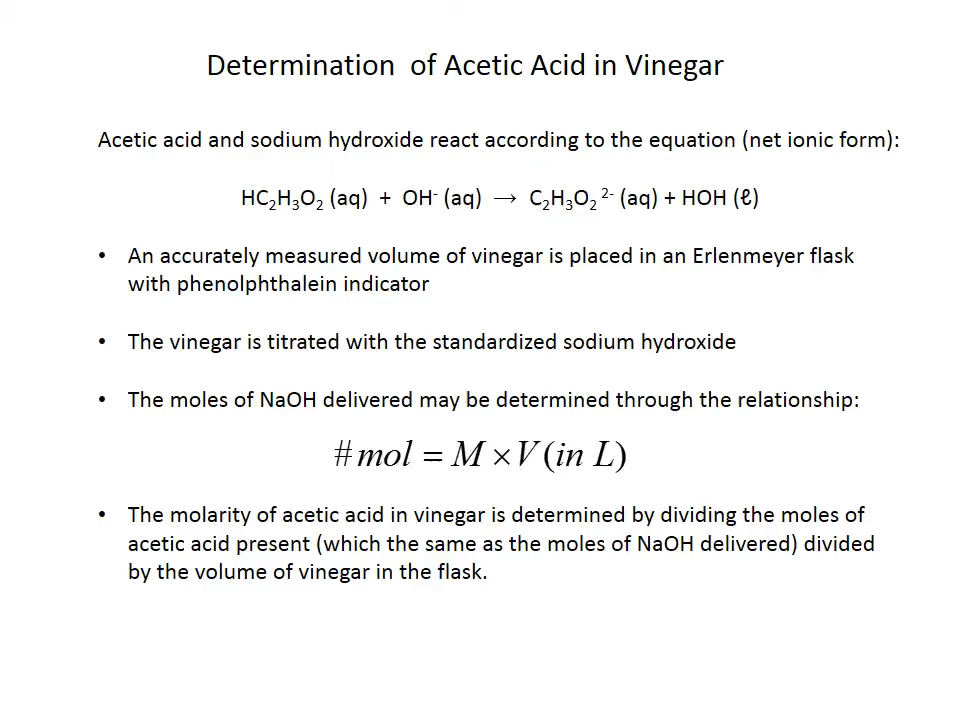 Determination of Acetic Acid in Vinegar
Acetic acid and sodium hydroxide react according to the equation (net ionic form):
HC₂H₃O₂ (aq) + OH⁻ (aq) → C₂H₃O₂ ²⁻ (aq) + HOH (ℓ)
• An accurately measured volume of vinegar is placed in an Erlenmeyer flask
with phenolphthalein indicator
• The vinegar is titrated with the standardized sodium hydroxide
• The moles of NaOH delivered may be determined through the relationship:
# mol = M × V (in L)
• The molarity of acetic acid in vinegar is determined by dividing the moles of
acetic acid present (which the same as the moles of NaOH delivered) divided
by the volume of vinegar in the flask.